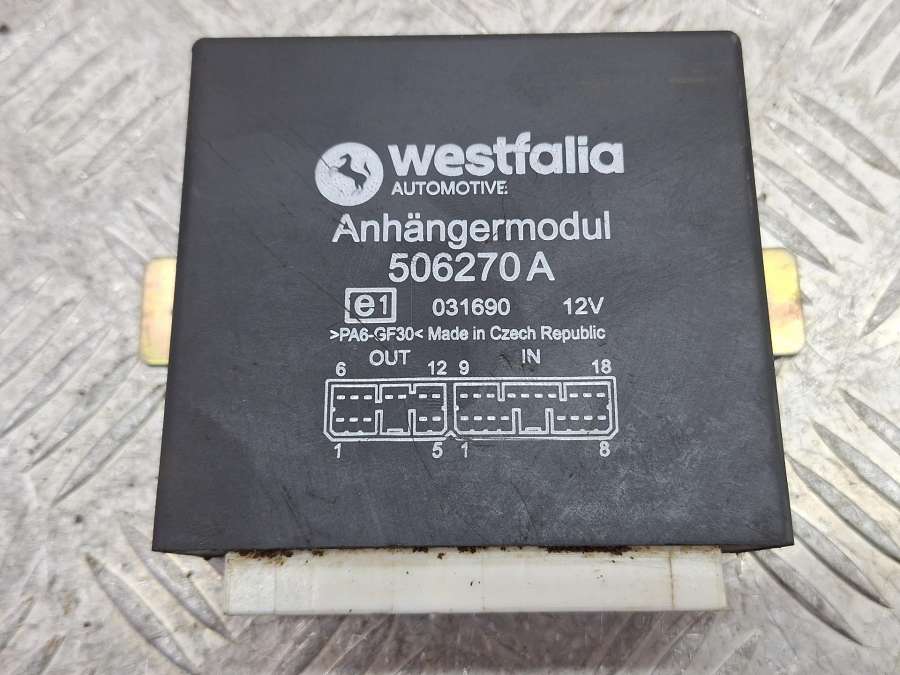 westfalia
AUTOMOTIVE
Anhängermodul
506270 A
e1 031690 12V
>PA6-GF30< Made in Czech Republic
OUT IN
6 12 9 18
1 5 1 8